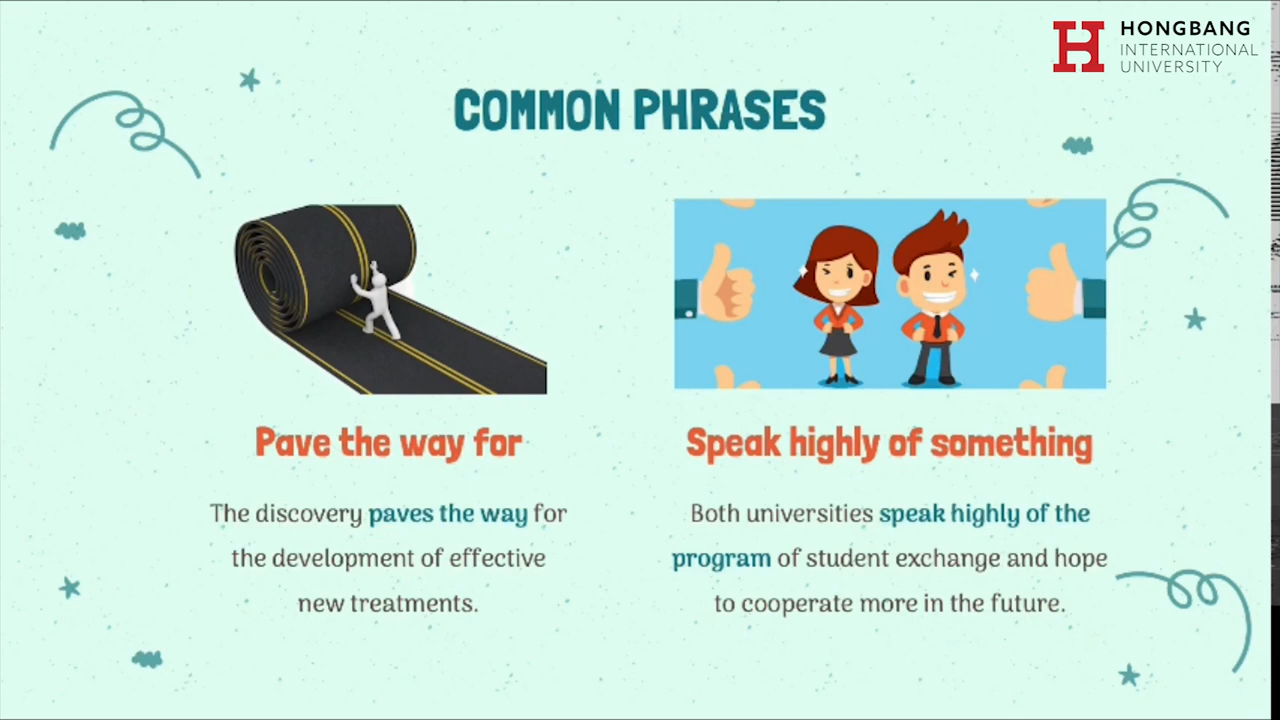 HONGBANG
INTERNATIONAL
UNIVERSITY
COMMON PHRASES
Pave the way for
The discovery paves the way for
the development of effective
new treatments.
Speak highly of something
Both universities speak highly of the
program of student exchange and hope
to cooperate more in the future.